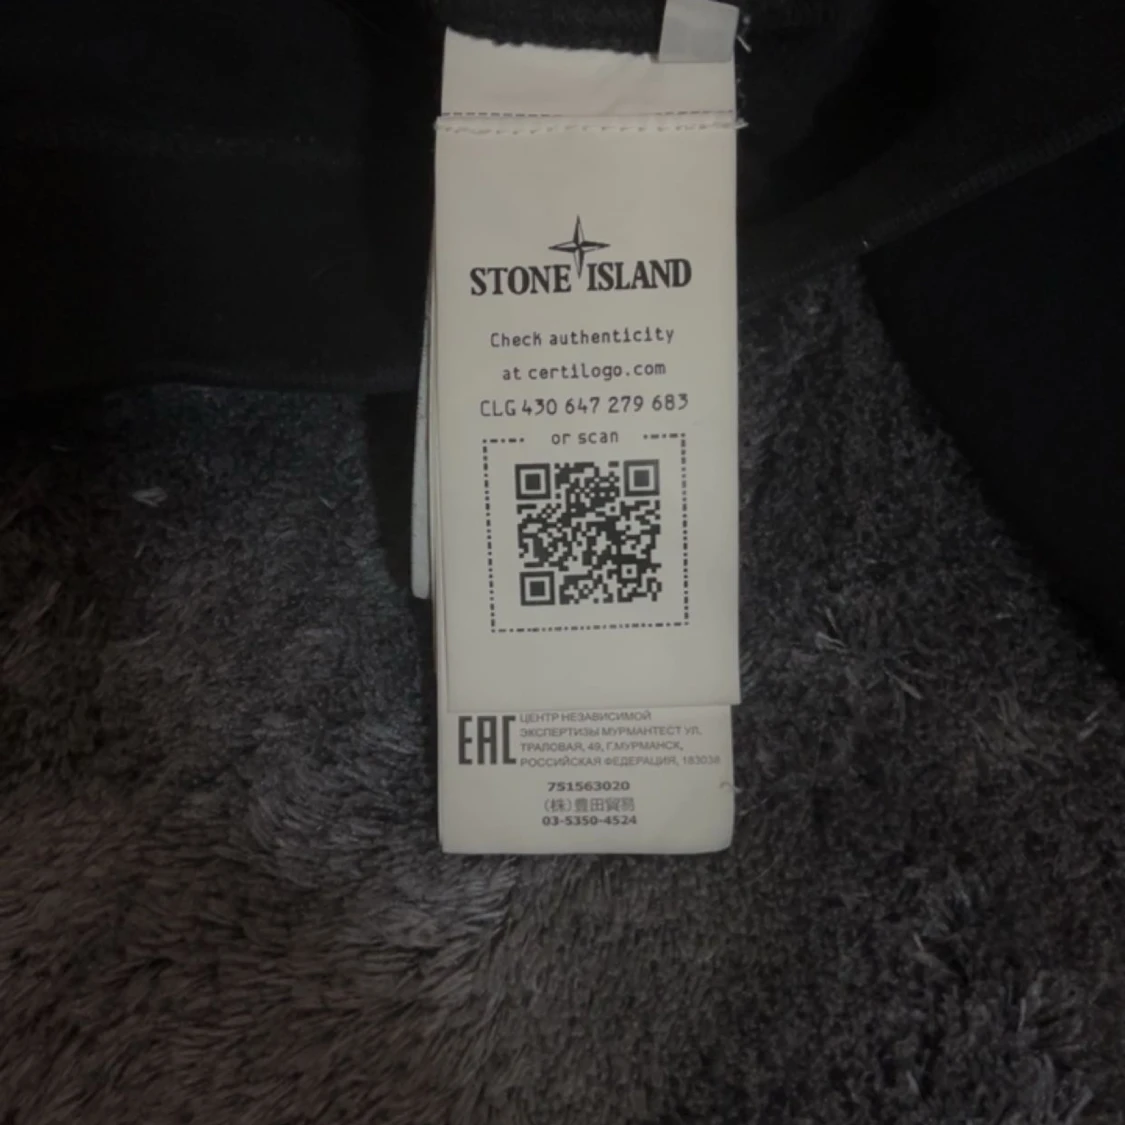 STONE ISLAND
Check authenticity
at certilogo.com
CLG 430 647 279 683
or scan
EAC
ЦЕНТР НЕЗАВИСИМОЙ
ЭКСПЕРТИЗЫ МУРМАНТЕСТ УЛ.
ТРАЛОВАЯ, 49, Г.МУРМАНСК,
РОССИЙСКАЯ ФЕДЕРАЦИЯ, 183038
751563020
(株)豊田貿易
03-5350-4524